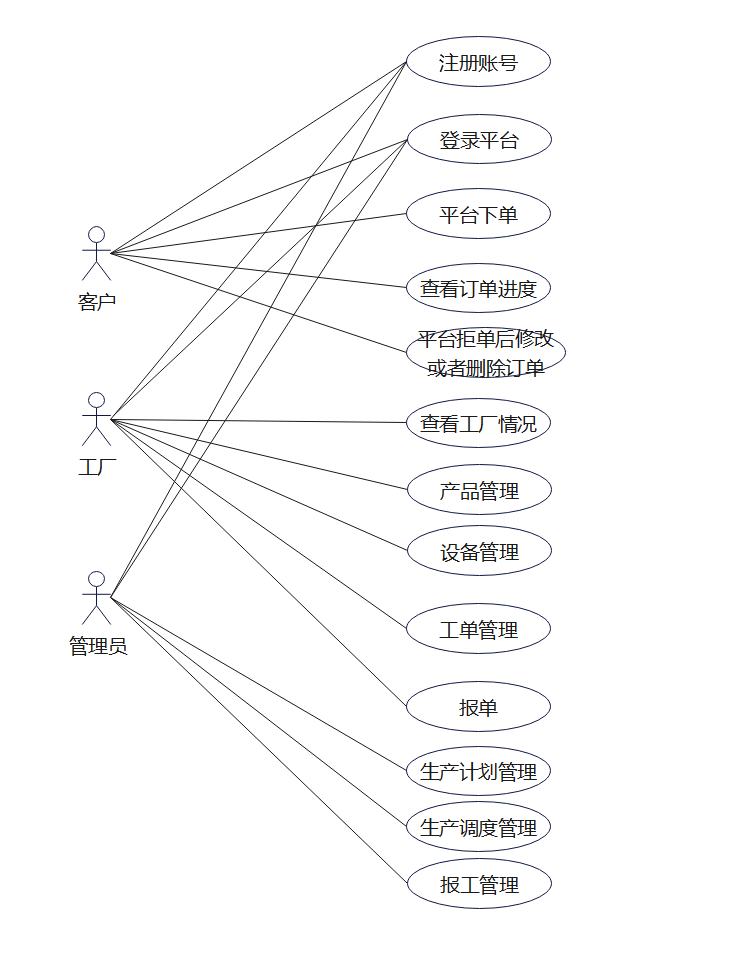 注册账号
登录平台
平台下单
客户
查看订单进度
平台拒单后修改
或者删除订单
查看工厂情况
工厂
产品管理
设备管理
工单管理
管理员
报单
生产计划管理
生产调度管理
报工管理